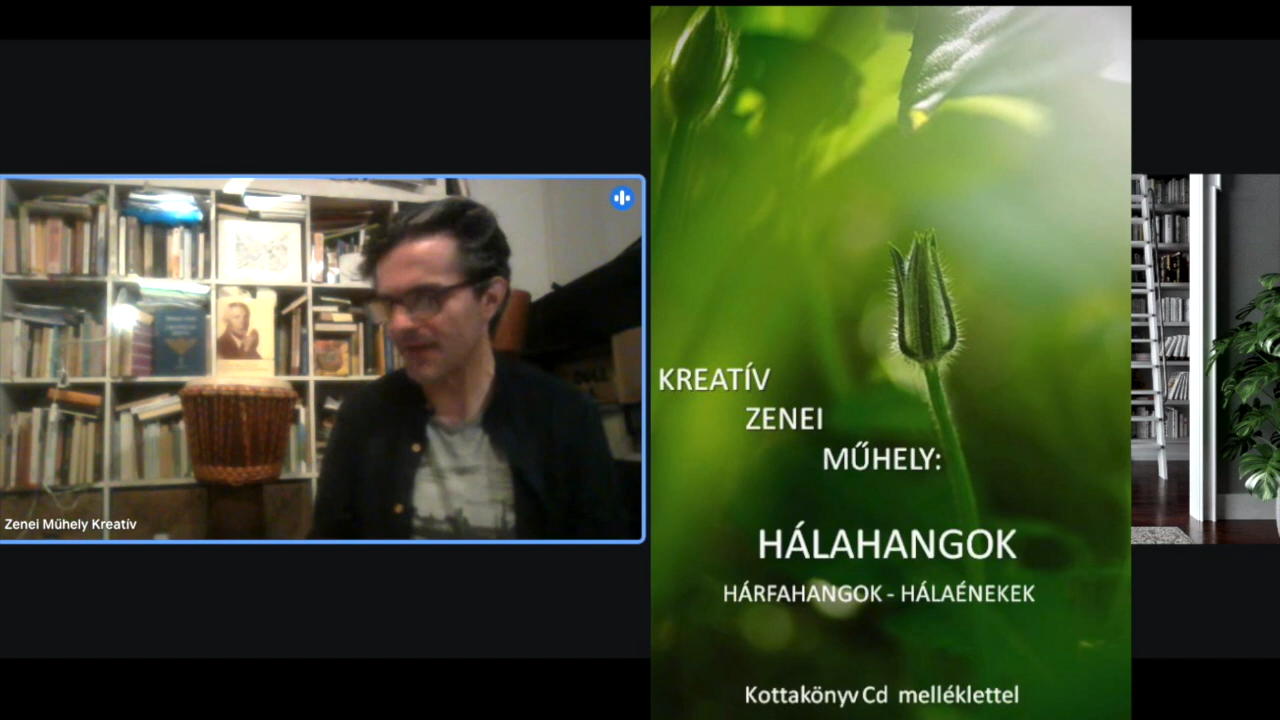 Zenei Műhely Kreatív
KREATÍV
ZENEI
MŰHELY:
HÁLAHANGOK
HÁRFAHANGOK - HÁLAÉNEKEK
Kottakönyv Cd melléklettel